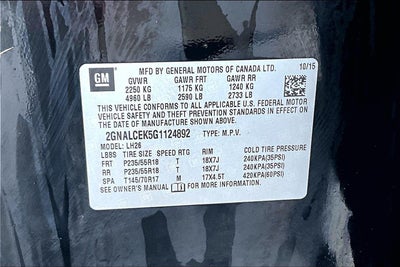 GM
MFD BY GENERAL MOTORS OF CANADA LTD. 10/15
GVWR GAWR FRT GAWR RR
2250 KG 1175 KG 1240 KG
4960 LB 2590 LB 2733 LB
THIS VEHICLE CONFORMS TO ALL APPLICABLE U.S. FEDERAL
MOTOR VEHICLE SAFETY AND THEFT PREVENTION STANDARDS IN
EFFECT ON THE DATE OF MANUFACTURE SHOWN ABOVE.
2GNALCEK5G1124892 TYPE: M.P.V.
MODEL: LH26
TIRE SIZE SPEED RTG RIM COLD TIRE PRESSURE
FRT P235/55R18 T 18X7J 240KPA(35PSI)
RR P235/55R18 T 18X7J 240KPA(35PSI)
SPA T145/70R17 M 17X4.5T 420KPA(60PSI)
SEE OWNER'S MANUAL FOR ADDITIONAL INFORMATION.